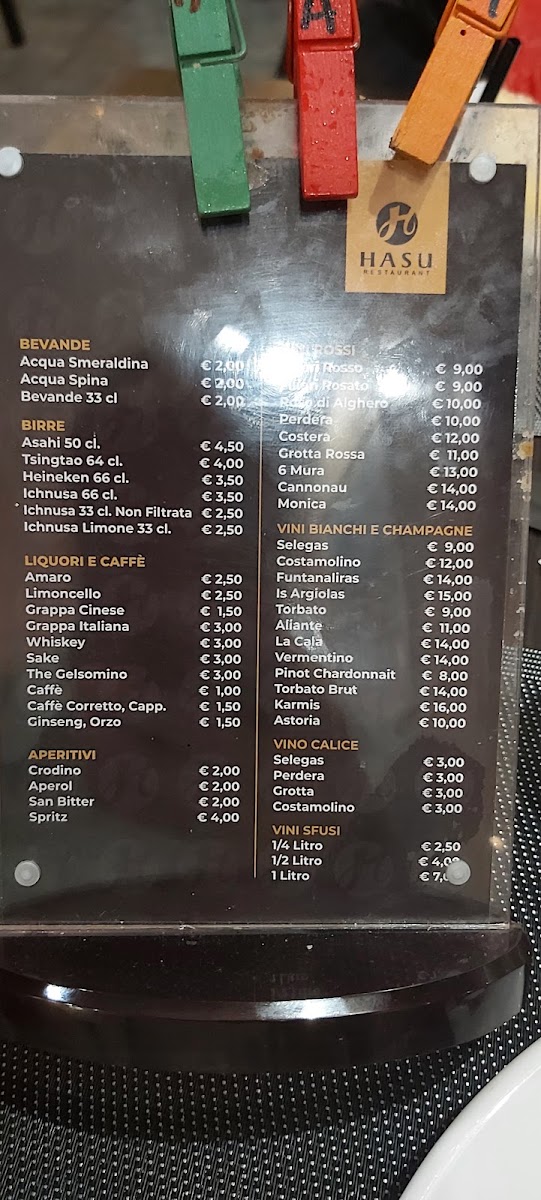 A
HASU
RESTAURANT
BEVANDE
Acqua Smeraldina € 2,00
Acqua Spina € 2,00
Bevande 33 cl € 2,00
BIRRE
Asahi 50 cl. € 4,50
Tsingtao 64 cl. € 4,00
Heineken 66 cl. € 3,50
Ichnusa 66 cl. € 3,50
Ichnusa 33 cl. Non Filtrata € 2,50
Ichnusa Limone 33 cl. € 2,50
LIQUORI E CAFFÈ
Amaro € 2,50
Limoncello € 2,50
Grappa Cinese € 1,50
Grappa Italiana € 3,00
Whiskey € 3,00
Sake € 3,00
The Gelsomino € 3,00
Caffè € 1,00
Caffè Corretto, Capp. € 1,50
Ginseng, Orzo € 1,50
APERITIVI
Crodino € 2,00
Aperol € 2,00
San Bitter € 2,00
Spritz € 4,00
ROSSI
Rosso € 9,00
Rosato € 9,00
di Alghero € 10,00
Perdera € 10,00
Costera € 12,00
Grotta Rossa € 11,00
6 Mura € 13,00
Cannonau € 14,00
Monica € 14,00
VINI BIANCHI E CHAMPAGNE
Selegas € 9,00
Costamolino € 12,00
Funtanaliras € 14,00
Is Argiolas € 15,00
Torbato € 9,00
Aliante € 11,00
La Cala € 14,00
Vermentino € 14,00
Pinot Chardonnait € 8,00
Torbato Brut € 14,00
Karmis € 16,00
Astoria € 10,00
VINO CALICE
Selegas € 3,00
Perdera € 3,00
Grotta € 3,00
Costamolino € 3,00
VINI SFUSI
1/4 Litro € 2,50
1/2 Litro € 4,00
1 Litro € 7,